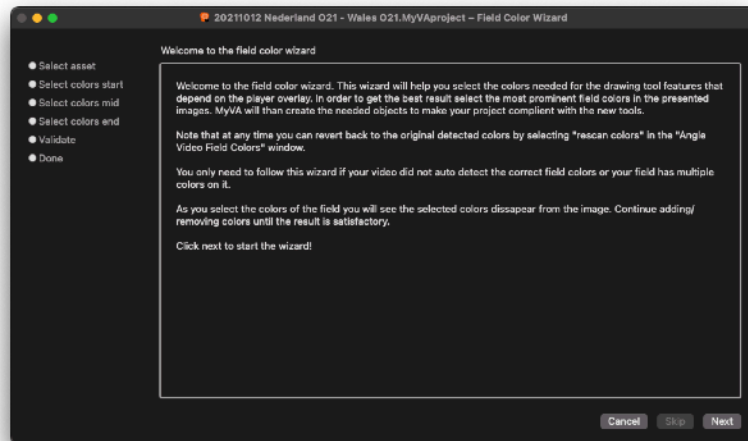 20211012 Nederland O21 - Wales O21.MyVAproject – Field Color Wizard
Welcome to the field color wizard
Select asset
Select colors start
Select colors mid
Select colors end
Validate
Done
Welcome to the field color wizard. This wizard will help you select the colors needed for the drawing tool features that
depend on the player overlay. In order to get the best result select the most prominent field colors in the presented
images. MyVA will than create the needed objects to make your project complient with the new tools.
Note that at any time you can revert back to the original detected colors by selecting "rescan colors" in the "Angle
Video Field Colors" window.
You only need to follow this wizard if your video did not auto detect the correct field colors or your field has multiple
colors on it.
As you select the colors of the field you will see the selected colors dissapear from the image. Continue adding/
removing colors until the result is satisfactory.
Click next to start the wizard!
Cancel Skip Next